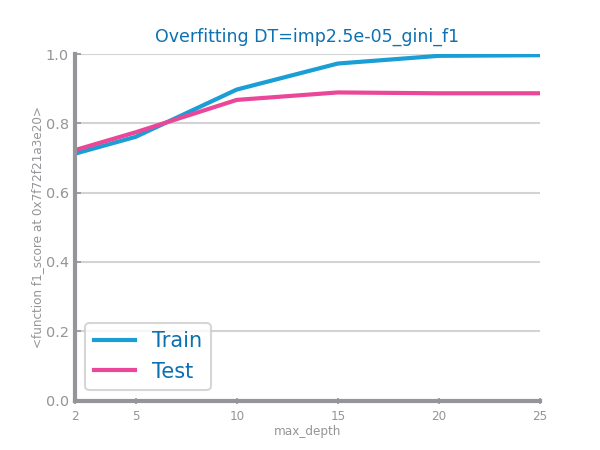 Overfitting DT=imp2.5e-05_gini_f1
<function f1_score at 0x7f72f21a3e20>
1.0
0.8
0.6
0.4
0.2
0.0
Train
Test
2 5 10 15 20 25
max_depth